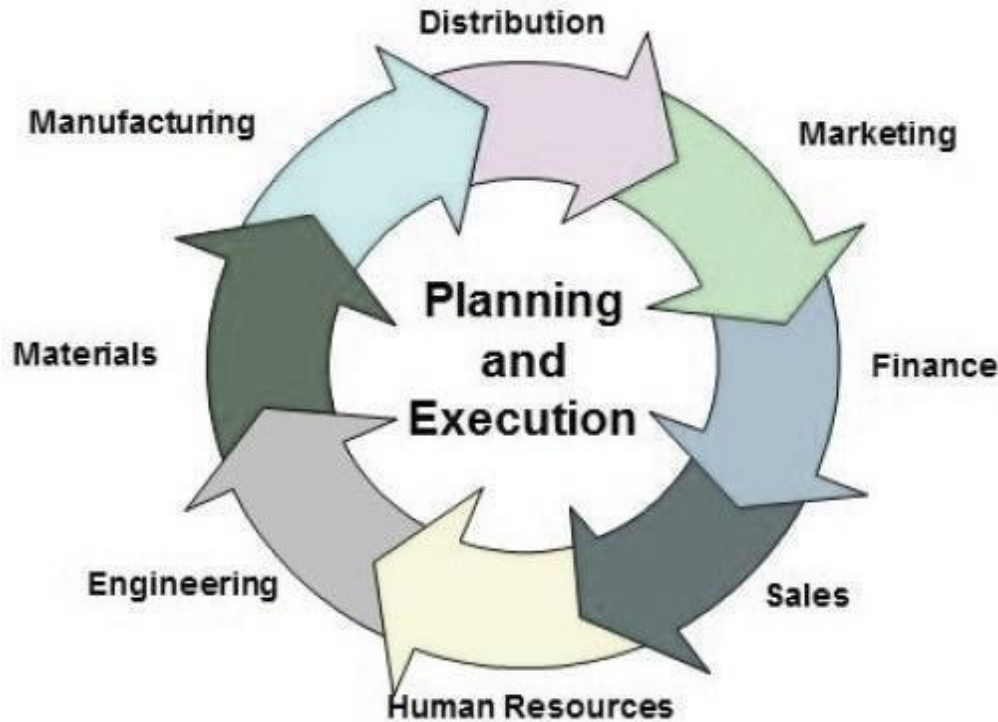 Distribution
Manufacturing
Marketing
Planning
and
Execution
Materials
Finance
Engineering
Sales
Human Resources